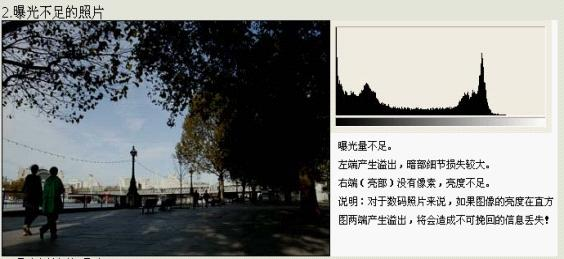 2.曝光不足的照片
曝光量不足。
左端产生溢出，暗部细节损失较大。
右端（亮部）没有像素，亮度不足。
说明：对于数码照片来说，如果图像的亮度在直方
图两端产生溢出，将会造成不可挽回的信息丢失!